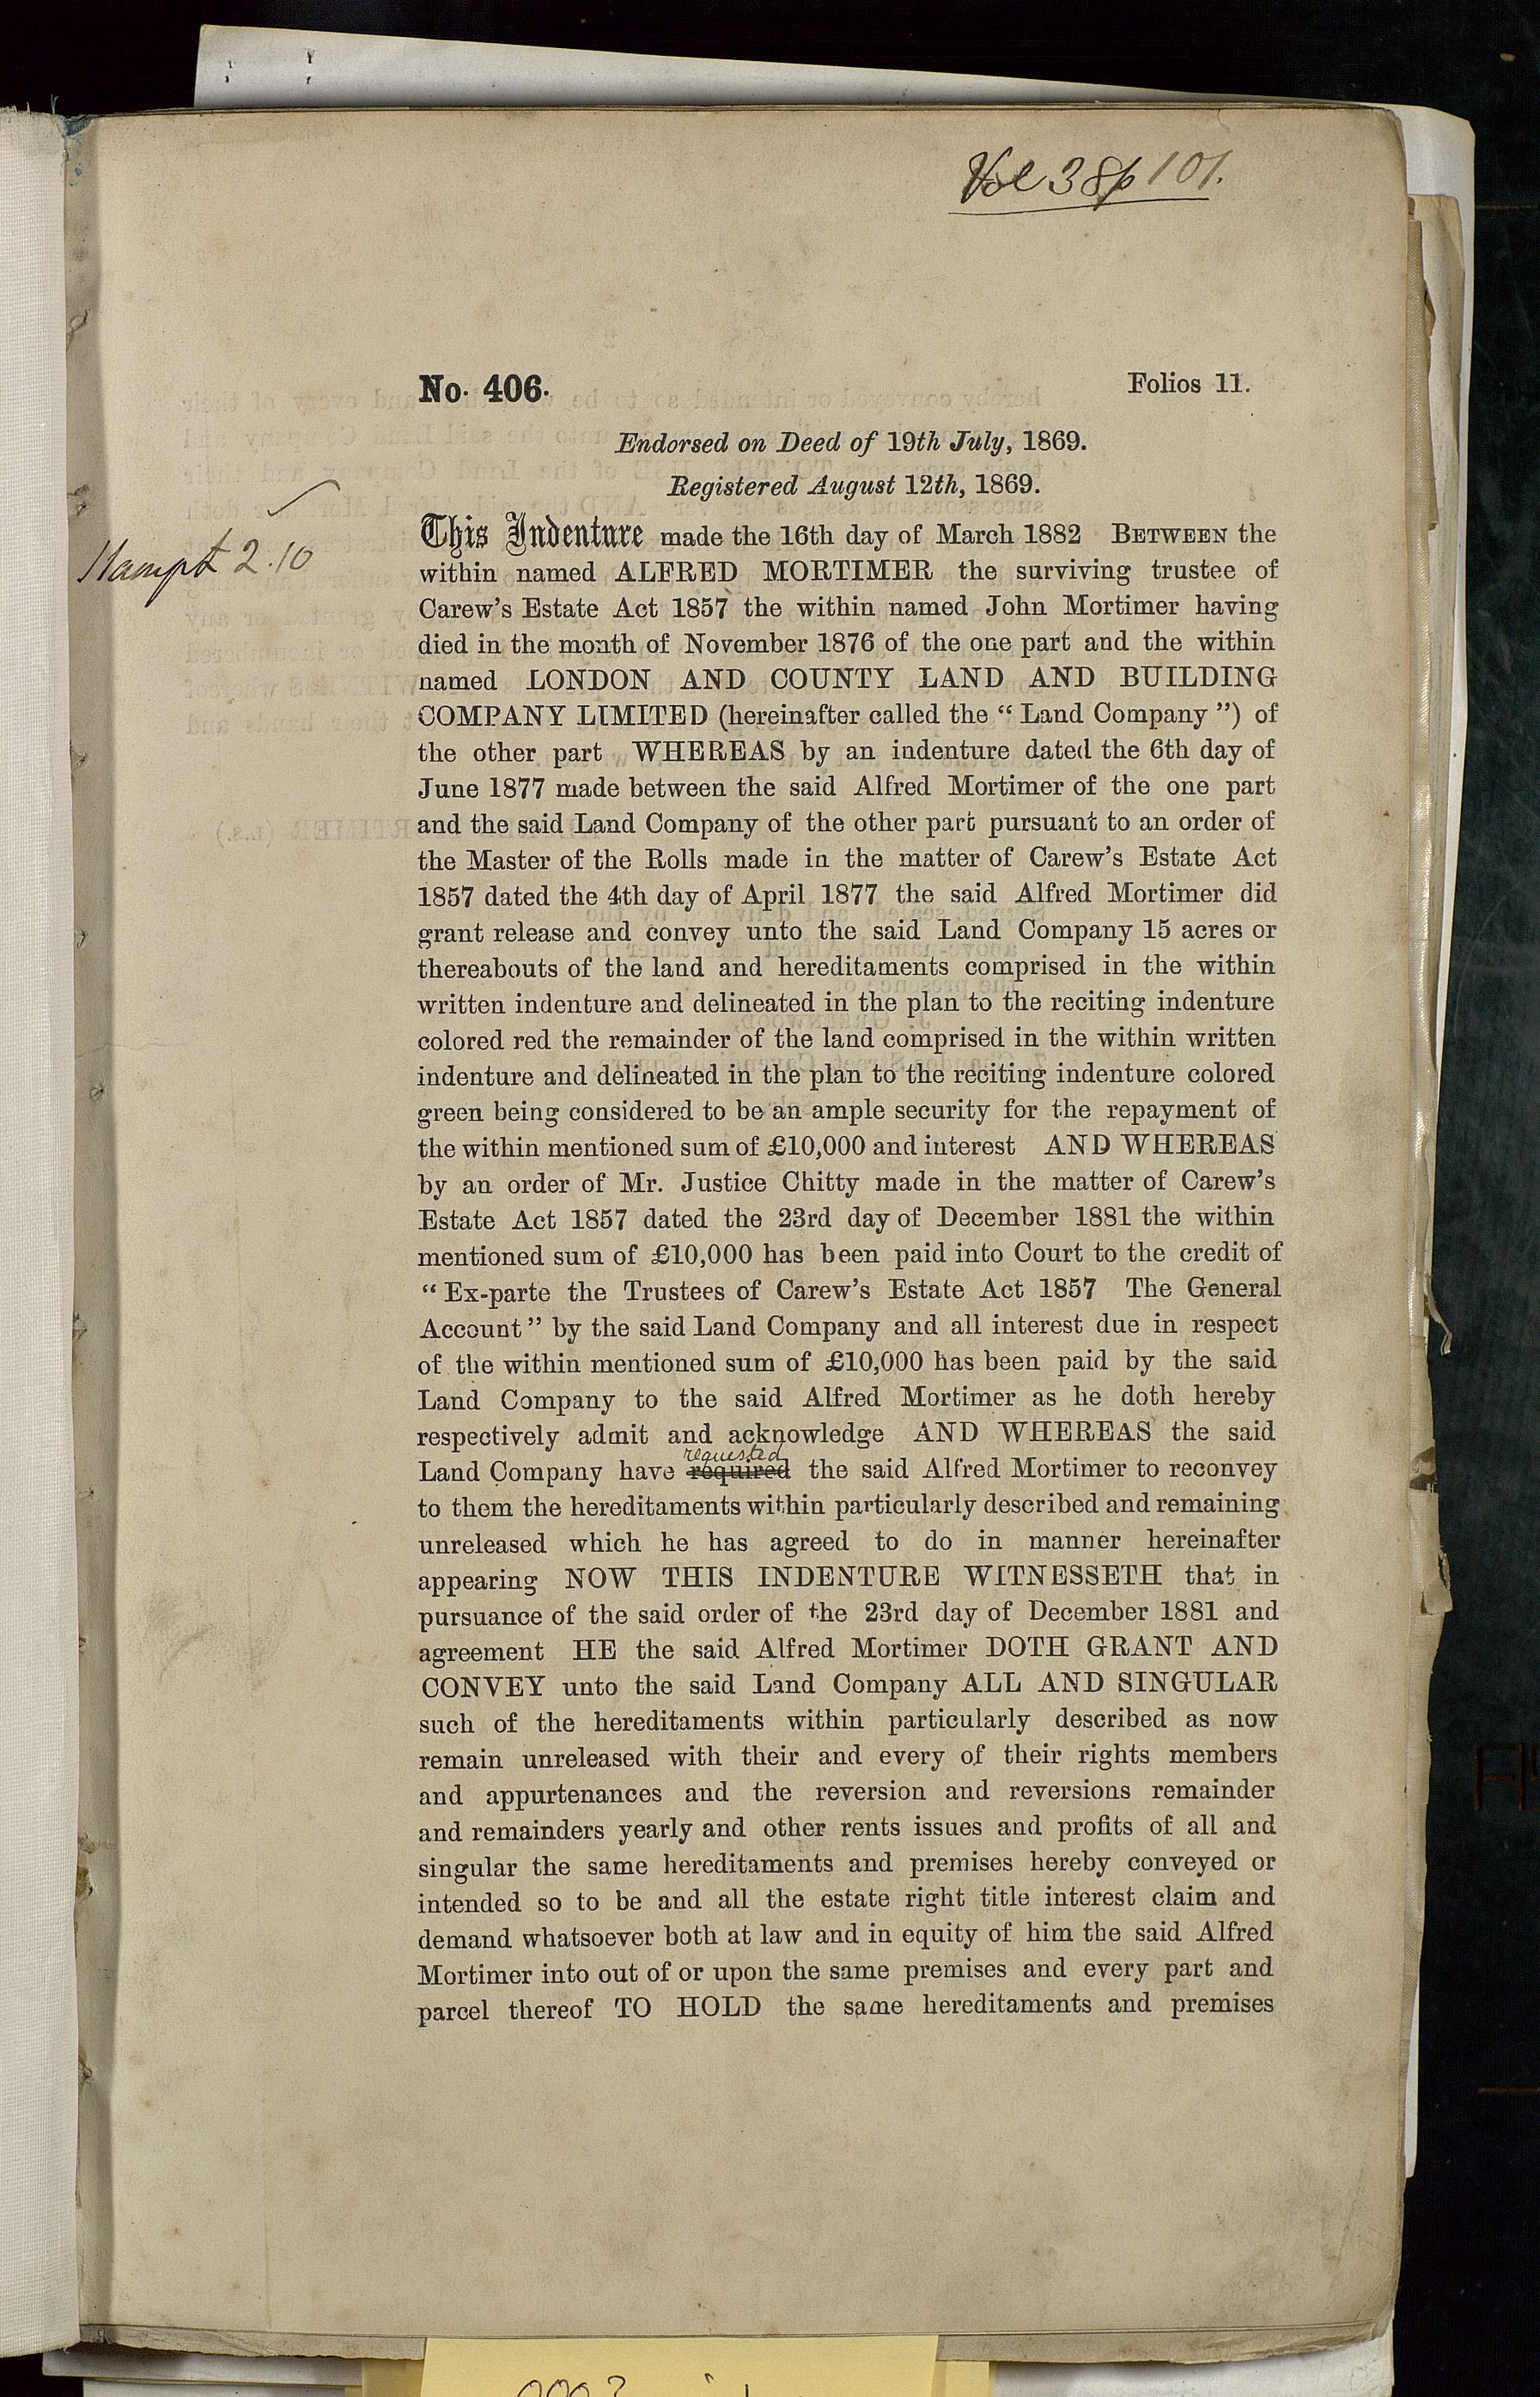 Vol 38 p 101.
No. 406.
Folios 11.
Endorsed on Deed of 19th July, 1869.
Registered August 12th, 1869.
Stampt 2.10
This Indenture made the 16th day of March 1882 BETWEEN the
within named ALFRED MORTIMER the surviving trustee of
Carew's Estate Act 1857 the within named John Mortimer having
died in the month of November 1876 of the one part and the within
named LONDON AND COUNTY LAND AND BUILDING
COMPANY LIMITED (hereinafter called the “ Land Company ”) of
the other part WHEREAS by an indenture dated the 6th day of
June 1877 made between the said Alfred Mortimer of the one part
and the said Land Company of the other part pursuant to an order of
the Master of the Rolls made in the matter of Carew's Estate Act
1857 dated the 4th day of April 1877 the said Alfred Mortimer did
grant release and convey unto the said Land Company 15 acres or
thereabouts of the land and hereditaments comprised in the within
written indenture and delineated in the plan to the reciting indenture
colored red the remainder of the land comprised in the within written
indenture and delineated in the plan to the reciting indenture colored
green being considered to be an ample security for the repayment of
the within mentioned sum of £10,000 and interest AND WHEREAS
by an order of Mr. Justice Chitty made in the matter of Carew's
Estate Act 1857 dated the 23rd day of December 1881 the within
mentioned sum of £10,000 has been paid into Court to the credit of
“ Ex-parte the Trustees of Carew's Estate Act 1857 The General
Account ” by the said Land Company and all interest due in respect
of the within mentioned sum of £10,000 has been paid by the said
Land Company to the said Alfred Mortimer as he doth hereby
respectively admit and acknowledge AND WHEREAS the said
requested
Land Company have required the said Alfred Mortimer to reconvey
to them the hereditaments within particularly described and remaining
unreleased which he has agreed to do in manner hereinafter
appearing NOW THIS INDENTURE WITNESSETH that in
pursuance of the said order of the 23rd day of December 1881 and
agreement HE the said Alfred Mortimer DOTH GRANT AND
CONVEY unto the said Land Company ALL AND SINGULAR
such of the hereditaments within particularly described as now
remain unreleased with their and every of their rights members
and appurtenances and the reversion and reversions remainder
and remainders yearly and other rents issues and profits of all and
singular the same hereditaments and premises hereby conveyed or
intended so to be and all the estate right title interest claim and
demand whatsoever both at law and in equity of him the said Alfred
Mortimer into out of or upon the same premises and every part and
parcel thereof TO HOLD the same hereditaments and premises